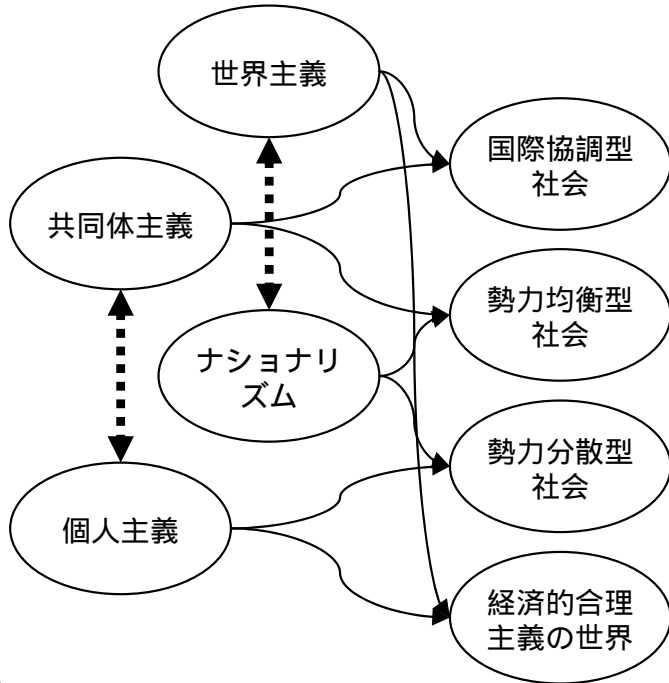 世界主義
国際協調型
社会
共同体主義
勢力均衡型
社会
ナショナリ
ズム
勢力分散型
社会
個人主義
経済的合理
主義の世界